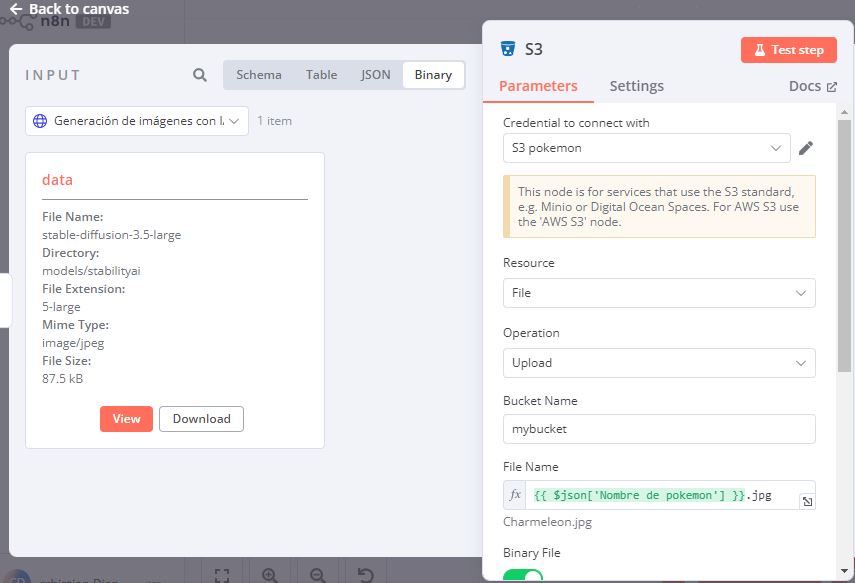 Back to canvas
n8n DEV
INPUT
Schema Table JSON Binary
Generación de imágenes con l
1 item
data
File Name:
stable-diffusion-3.5-large
Directory:
models/stabilityai
File Extension:
5-large
Mime Type:
image/jpeg
File Size:
87.5 kB
View Download
S3
Test step
Parameters Settings Docs
Credential to connect with
S3 pokemon
This node is for services that use the S3 standard,
e.g. Minio or Digital Ocean Spaces. For AWS S3 use
the 'AWS S3' node.
Resource
File
Operation
Upload
Bucket Name
mybucket
File Name
fx {{ $json['Nombre de pokemon'] }}.jpg
Charmeleon.jpg
Binary File